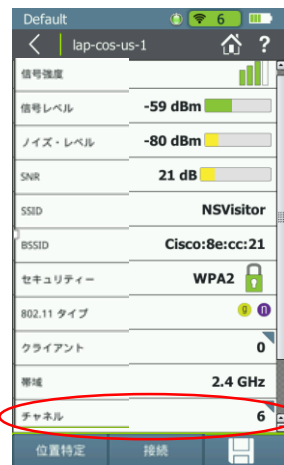 Default 6
lap-cos-us-1 ?
信号強度
信号レベル -59 dBm
ノイズ・レベル -80 dBm
SNR 21 dB
SSID NSVisitor
BSSID Cisco:8e:cc:21
セキュリティー WPA2
802.11 タイプ g n
クライアント 0
帯域 2.4 GHz
チャネル 6
位置特定 接続